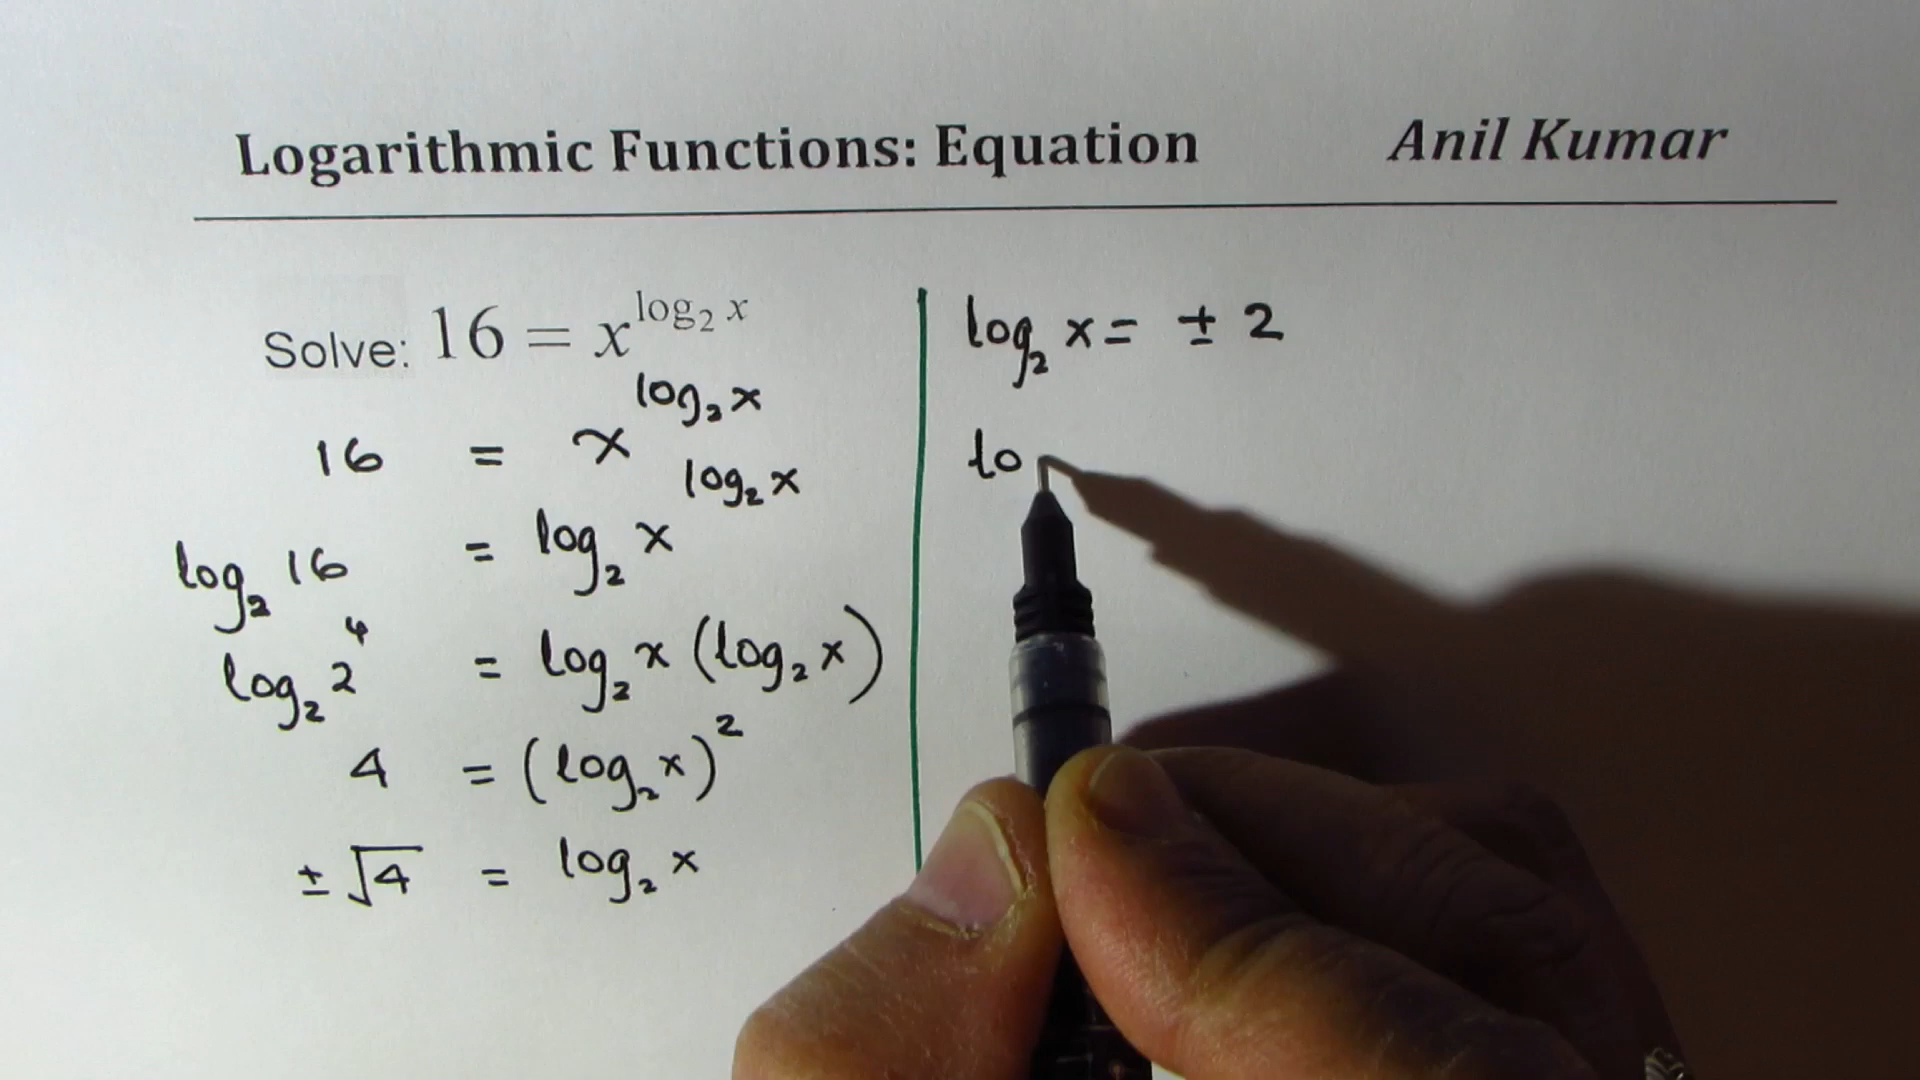 Logarithmic Functions: Equation Anil Kumar
Solve: 16 = x^(log₂ x)
16 = x^(log₂ x)
log₂ 16 = log₂ x^(log₂ x)
log₂ 2⁴ = log₂ x (log₂ x)
4 = (log₂ x)²
± √4 = log₂ x
log₂ x = ± 2
lo